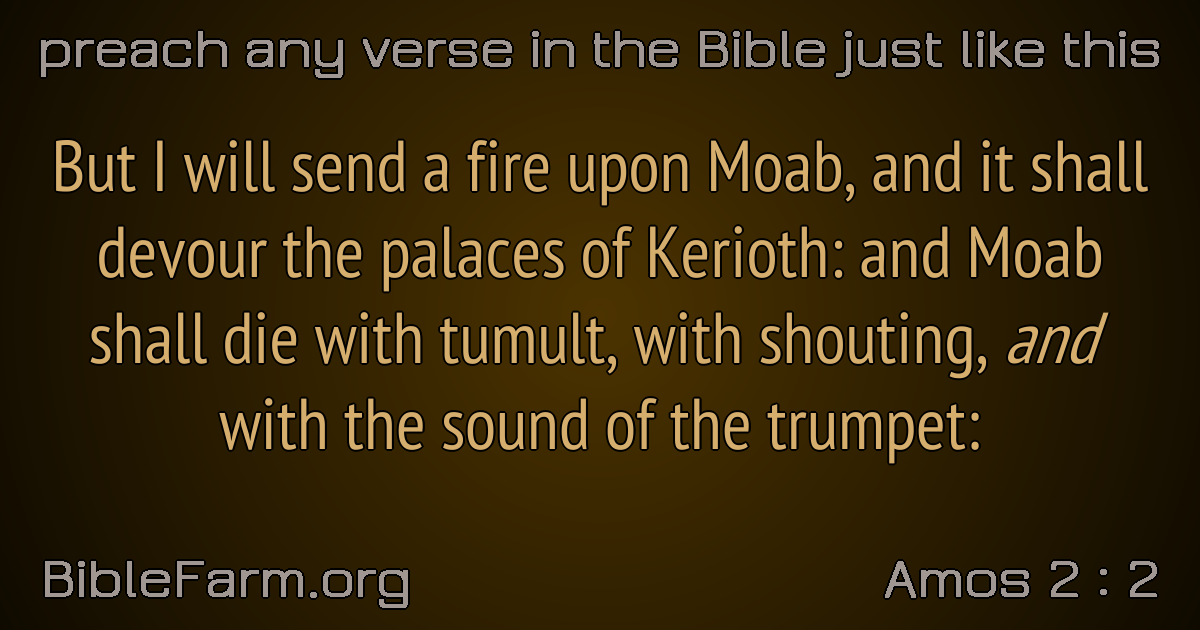 preach any verse in the Bible just like this
But I will send a fire upon Moab, and it shall
devour the palaces of Kerioth: and Moab
shall die with tumult, with shouting, and
with the sound of the trumpet:
BibleFarm.org
Amos 2 : 2